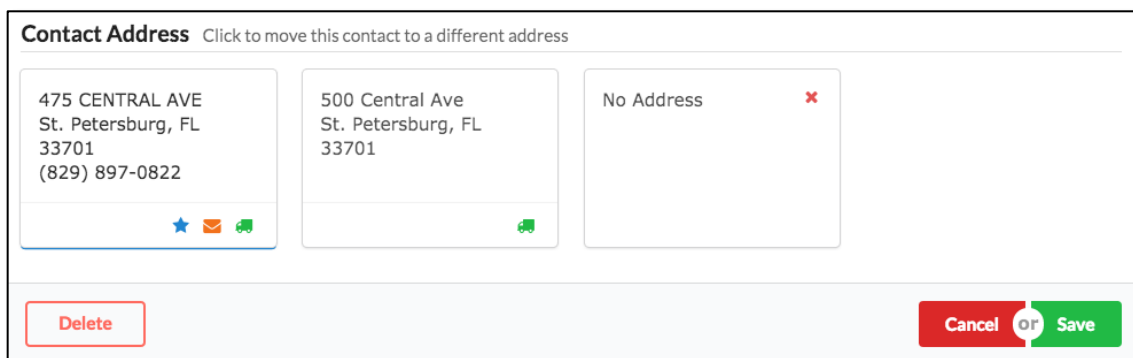 Contact Address Click to move this contact to a different address
475 CENTRAL AVE
St. Petersburg, FL
33701
(829) 897-0822
500 Central Ave
St. Petersburg, FL
33701
No Address
Delete
Cancel or Save